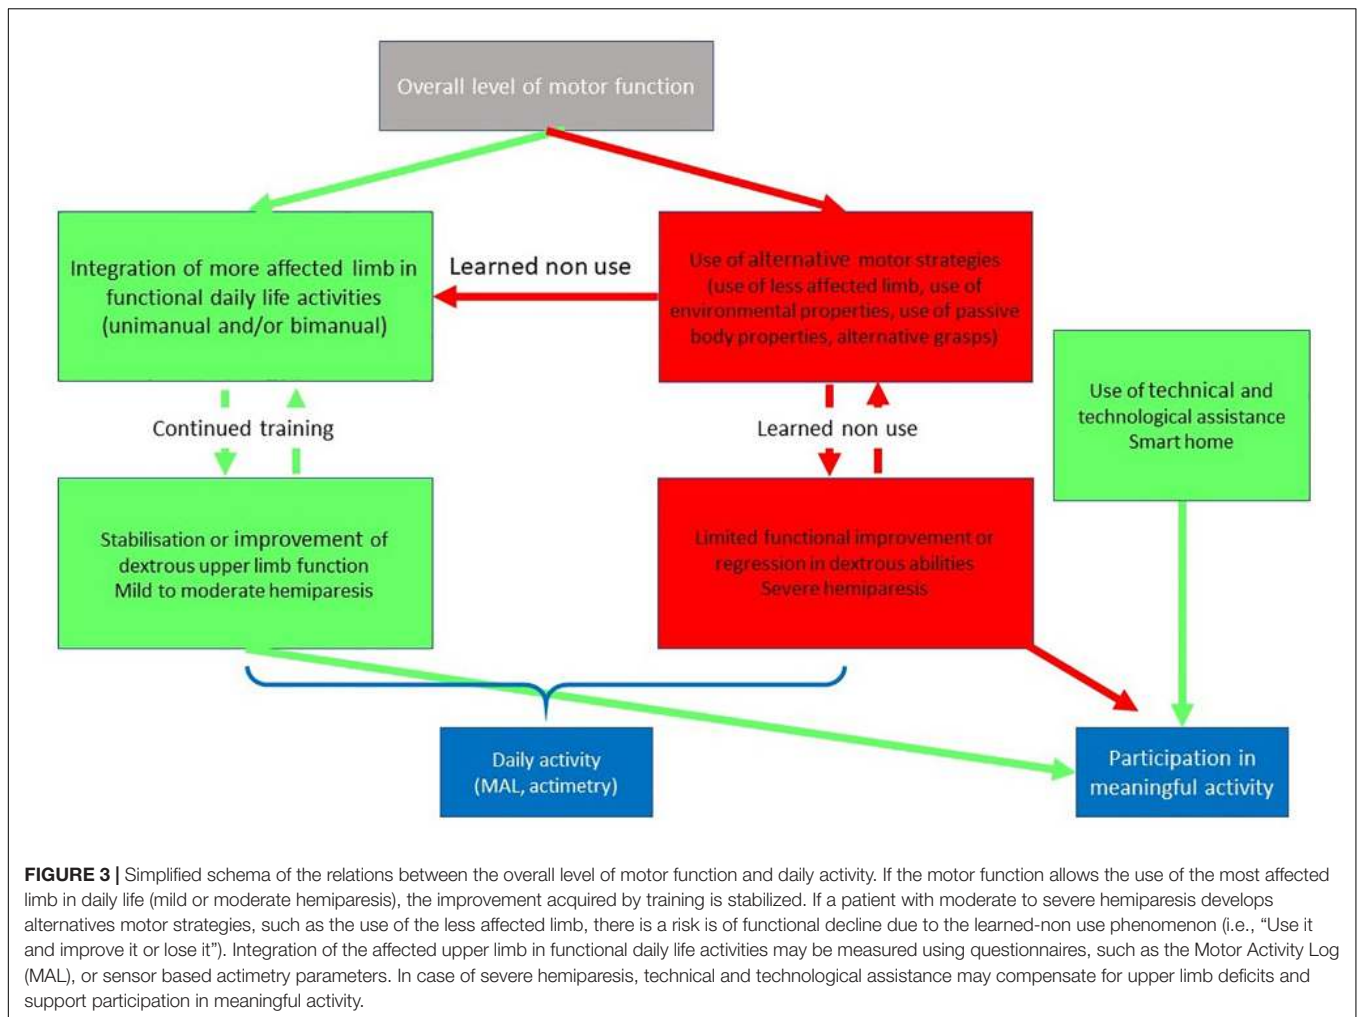 Overall level of motor function
Integration of more affected limb in
functional daily life activities
(unimanual and/or bimanual)
Learned non use
Use of alternative motor strategies
(use of less affected limb, use of
environmental properties, use of passive
body properties, alternative grasps)
Use of technical and
technological assistance
Smart home
Continued training
Learned non use
Stabilisation or improvement of
dextrous upper limb function
Mild to moderate hemiparesis
Limited functional improvement or
regression in dextrous abilities
Severe hemiparesis
Daily activity
(MAL, actimetry)
Participation in
meaningful activity
FIGURE 3 | Simplified schema of the relations between the overall level of motor function and daily activity. If the motor function allows the use of the most affected
limb in daily life (mild or moderate hemiparesis), the improvement acquired by training is stabilized. If a patient with moderate to severe hemiparesis develops
alternatives motor strategies, such as the use of the less affected limb, there is a risk is of functional decline due to the learned-non use phenomenon (i.e., “Use it
and improve it or lose it”). Integration of the affected upper limb in functional daily life activities may be measured using questionnaires, such as the Motor Activity Log
(MAL), or sensor based actimetry parameters. In case of severe hemiparesis, technical and technological assistance may compensate for upper limb deficits and
support participation in meaningful activity.